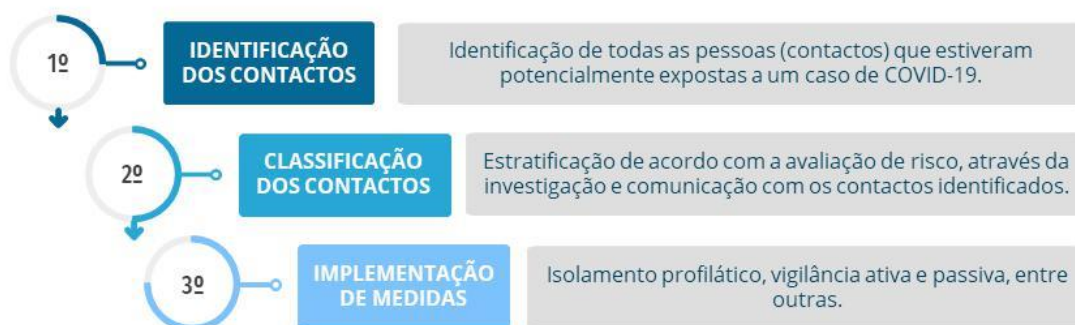 1º
IDENTIFICAÇÃO
DOS CONTACTOS
Identificação de todas as pessoas (contactos) que estiveram
potencialmente expostas a um caso de COVID-19.
2º
CLASSIFICAÇÃO
DOS CONTACTOS
Estratificação de acordo com a avaliação de risco, através da
investigação e comunicação com os contactos identificados.
3º
IMPLEMENTAÇÃO
DE MEDIDAS
Isolamento profilático, vigilância ativa e passiva, entre
outras.